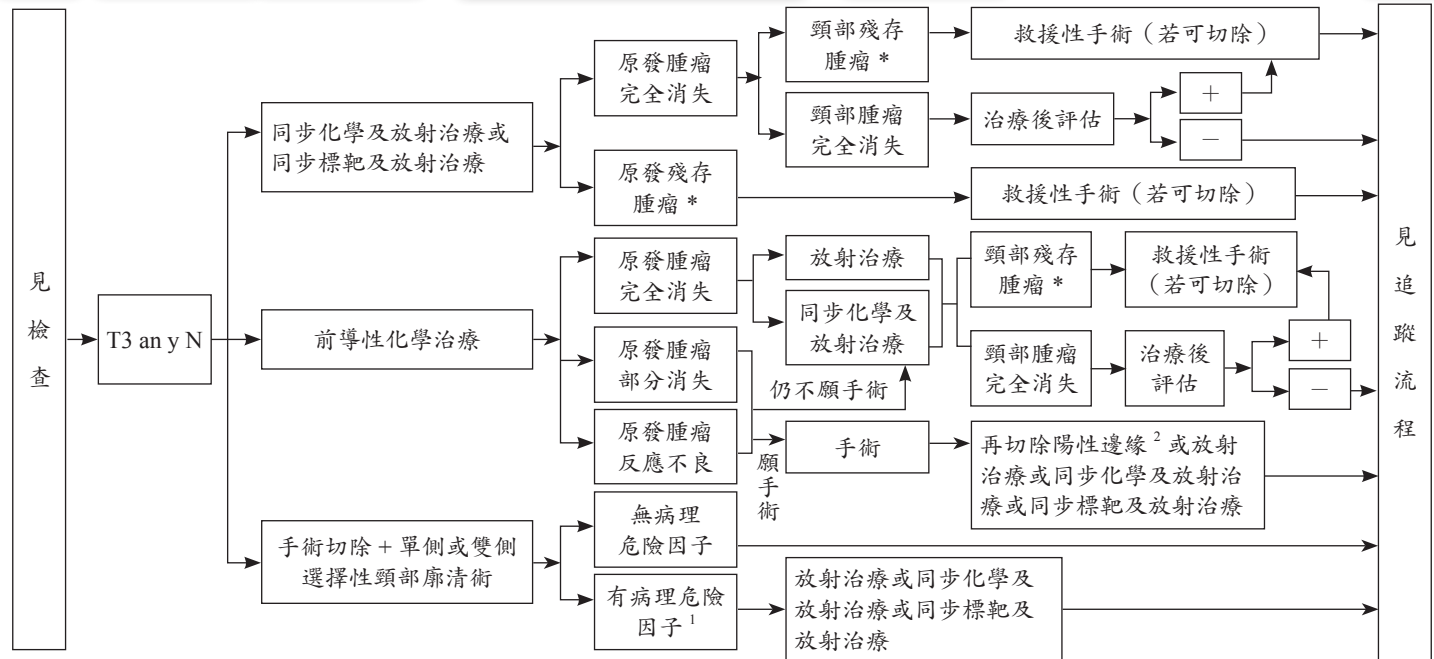 見檢查
T3 an y N
同步化學及放射治療或
同步標靶及放射治療
原發腫瘤
完全消失
頸部殘存
腫瘤 *
救援性手術（若可切除）
頸部腫瘤
完全消失
治療後評估
+
−
原發殘存
腫瘤 *
救援性手術（若可切除）
前導性化學治療
原發腫瘤
完全消失
放射治療
同步化學及
放射治療
頸部殘存
腫瘤 *
救援性手術
（若可切除）
頸部腫瘤
完全消失
治療後
評估
+
−
原發腫瘤
部分消失
原發腫瘤
反應不良
仍不願手術
願手術
手術
再切除陽性邊緣 2 或放射
治療或同步化學及放射治
療或同步標靶及放射治療
手術切除 + 單側或雙側
選擇性頸部廓清術
無病理
危險因子
有病理危險
因子 1
放射治療或同步化學及
放射治療或同步標靶及
放射治療
見追蹤流程